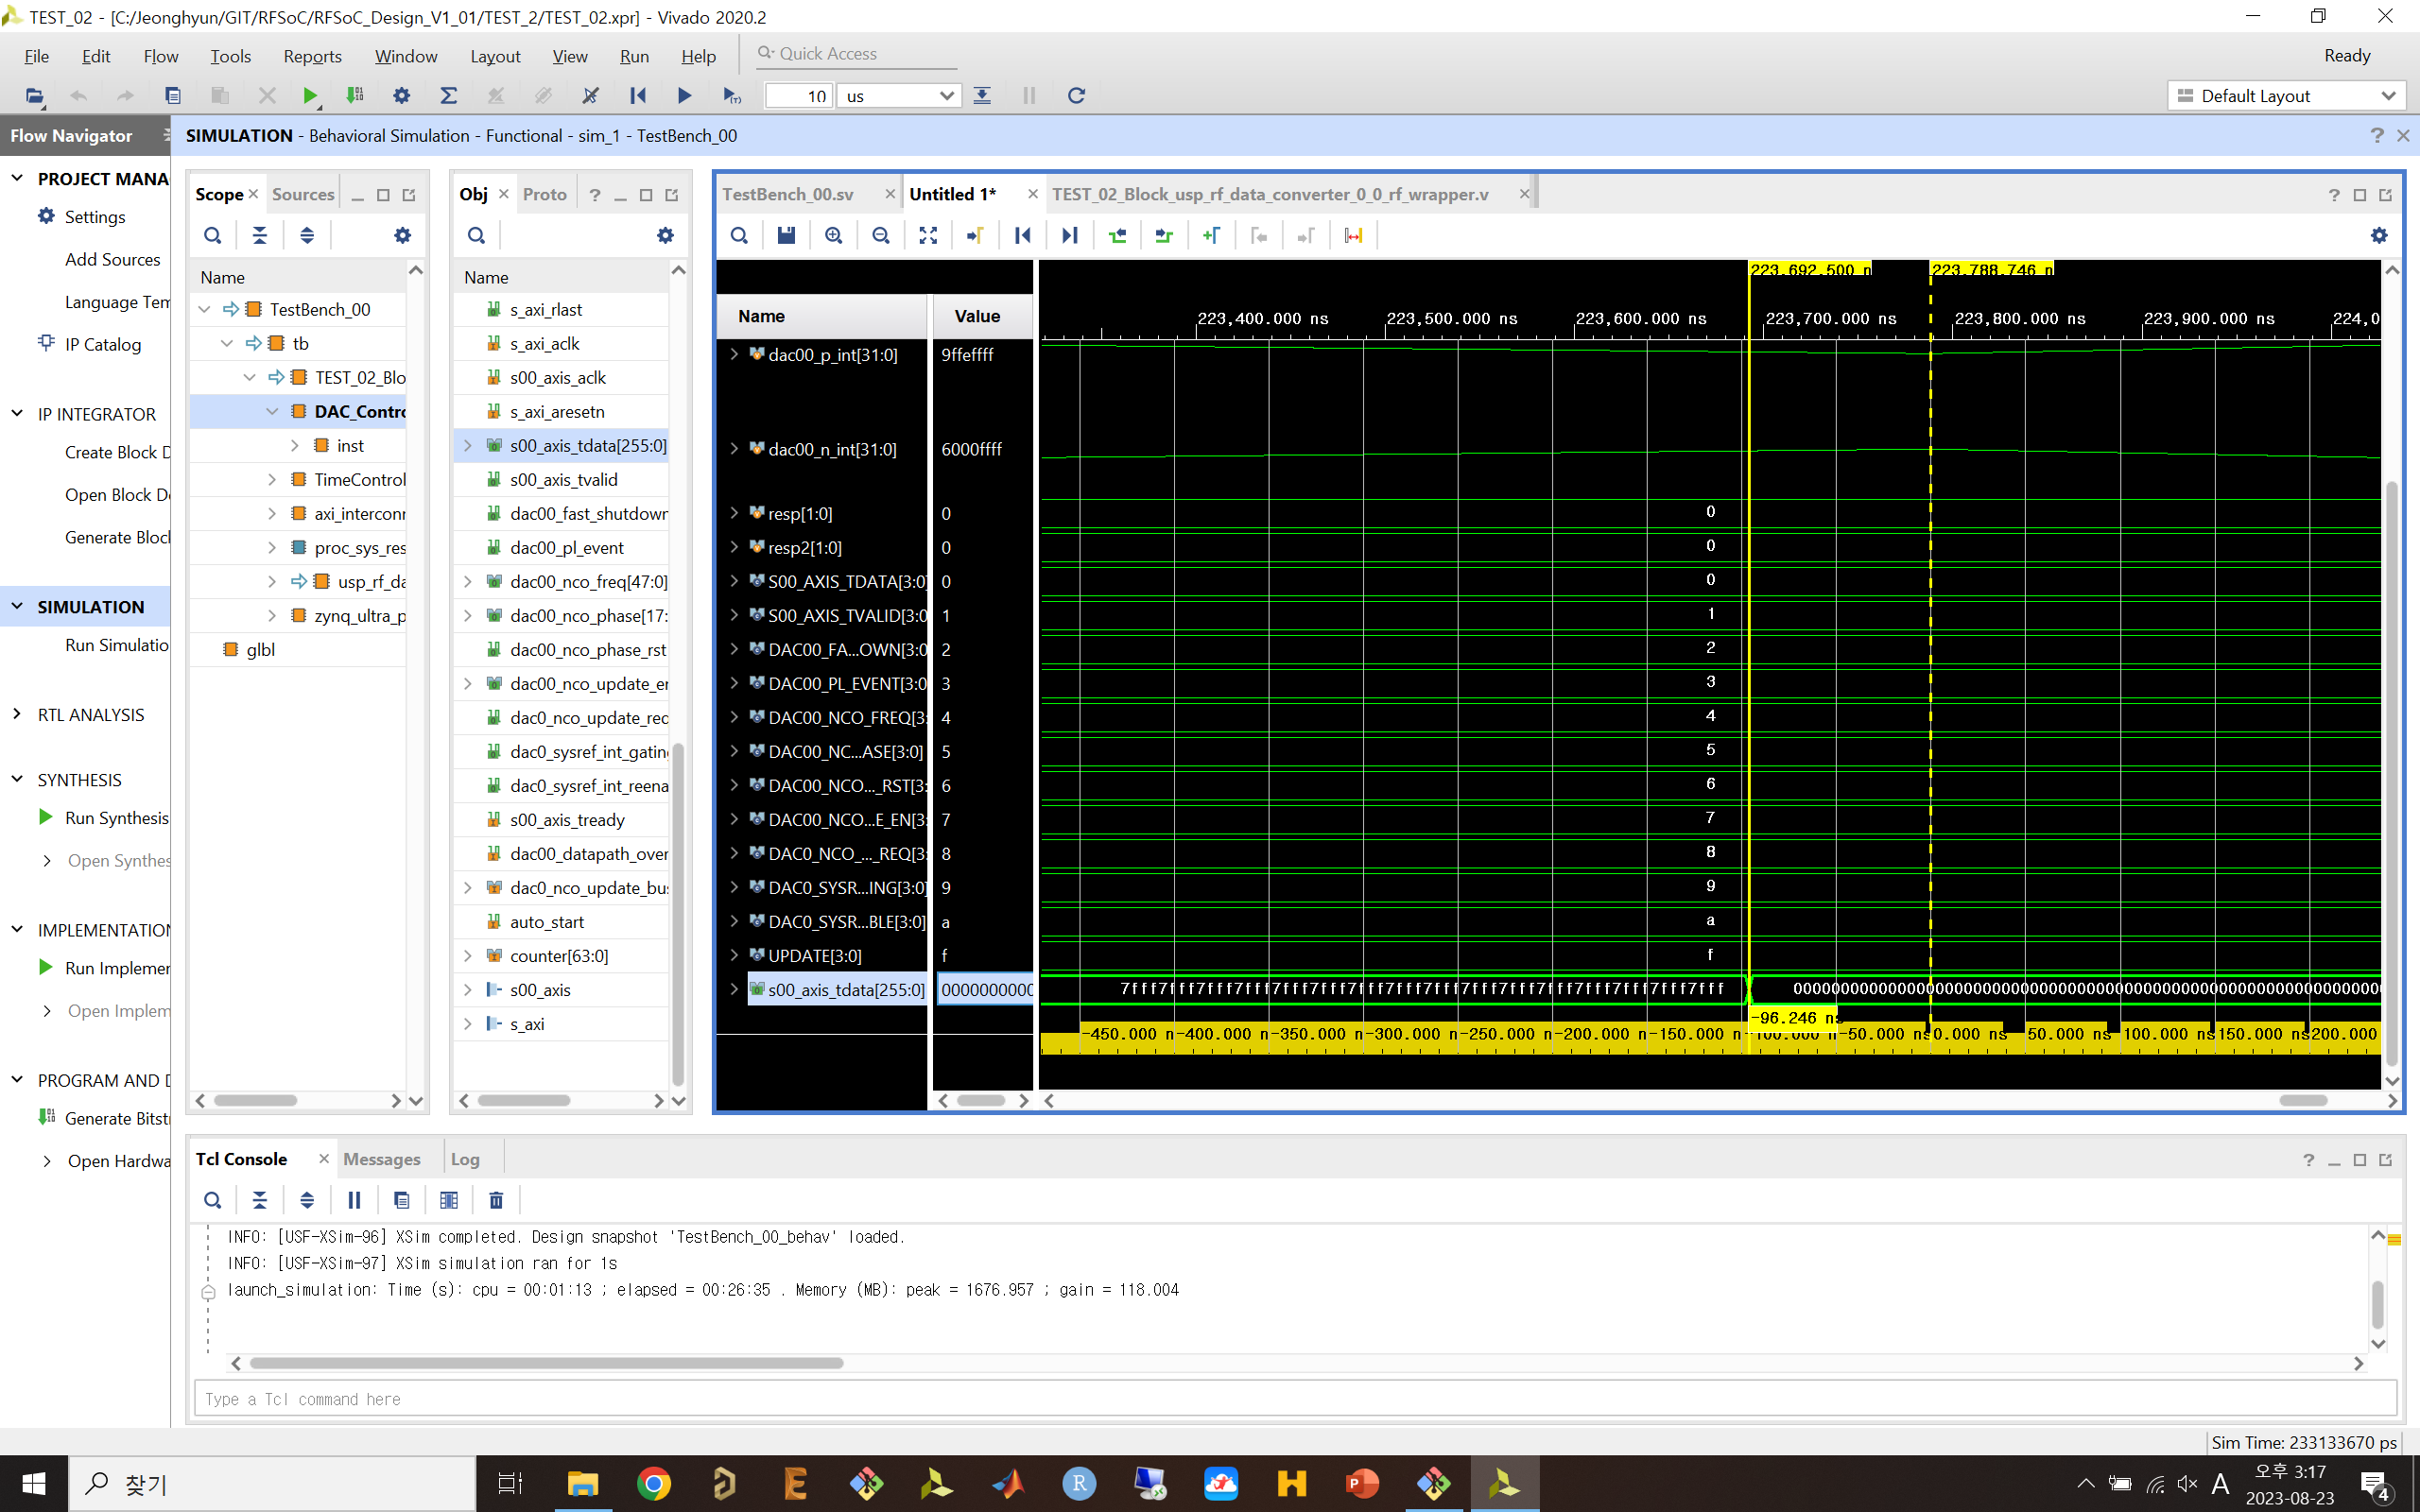 TEST_02 - [C:/Jeonghyun/GIT/RFSoC/RFSoC_Design_V1_01/TEST_2/TEST_02.xpr] - Vivado 2020.2
File Edit Flow Tools Reports Window Layout View Run Help Quick Access Ready
10 us Default Layout
Flow Navigator SIMULATION - Behavioral Simulation - Functional - sim_1 - TestBench_00
PROJECT MANA
Settings
Add Sources
Language Tem
IP Catalog
IP INTEGRATOR
Create Block D
Open Block De
Generate Block
SIMULATION
Run Simulatio
RTL ANALYSIS
SYNTHESIS
Run Synthesis
Open Synthes
IMPLEMENTATION
Run Implemen
Open Implem
PROGRAM AND D
Generate Bitst
Open Hardwa
Scope Sources
Name
TestBench_00
tb
TEST_02_Blo
DAC_Contro
inst
TimeControl
axi_interconn
proc_sys_res
usp_rf_da
zynq_ultra_p
glbl
Obj Proto ?
Name
s_axi_rlast
s_axi_aclk
s00_axis_aclk
s_axi_aresetn
s00_axis_tdata[255:0]
s00_axis_tvalid
dac00_fast_shutdown
dac00_pl_event
dac00_nco_freq[47:0]
dac00_nco_phase[17:
dac00_nco_phase_rst
dac00_nco_update_en
dac0_nco_update_req
dac0_sysref_int_gating
dac0_sysref_int_reena
s00_axis_tready
dac00_datapath_over
dac0_nco_update_bus
auto_start
counter[63:0]
s00_axis
s_axi
TestBench_00.sv Untitled 1* TEST_02_Block_usp_rf_data_converter_0_0_rf_wrapper.v
223,692.500 n 223,788.746 n
Name Value 223,400.000 ns 223,500.000 ns 223,600.000 ns 223,700.000 ns 223,800.000 ns 223,900.000 ns 224,0
dac00_p_int[31:0] 9ffeffff
dac00_n_int[31:0] 6000ffff
resp[1:0] 0 0
resp2[1:0] 0 0
S00_AXIS_TDATA[3:0] 0 0
S00_AXIS_TVALID[3:0 1 1
DAC00_FA...OWN[3:0 2 2
DAC00_PL_EVENT[3:0 3 3
DAC00_NCO_FREQ[3: 4 4
DAC00_NC...ASE[3:0] 5 5
DAC00_NCO..._RST[3: 6 6
DAC00_NCO...E_EN[3: 7 7
DAC0_NCO_..._REQ[3: 8 8
DAC0_SYSR...ING[3:0] 9 9
DAC0_SYSR...BLE[3:0] a a
UPDATE[3:0] f f
s00_axis_tdata[255:0] 0000000000 7fff7fff7fff7fff7fff7fff7fff7fff7fff7fff7fff7fff7fff7fff7fff7fff
-96.246 ns
-450.000 n -400.000 n -350.000 n -300.000 n -250.000 n -200.000 n -150.000 n -100.000 n -50.000 ns 0.000 ns 50.000 ns 100.000 ns 150.000 ns 200.000
Tcl Console Messages Log
INFO: [USF-XSim-96] XSim completed. Design snapshot 'TestBench_00_behav' loaded.
INFO: [USF-XSim-97] XSim simulation ran for 1s
launch_simulation: Time (s): cpu = 00:01:13 ; elapsed = 00:26:35 . Memory (MB): peak = 1676.957 ; gain = 118.004
Type a Tcl command here
Sim Time: 233133670 ps
찾기
A
오후 3:17
2023-08-23
4